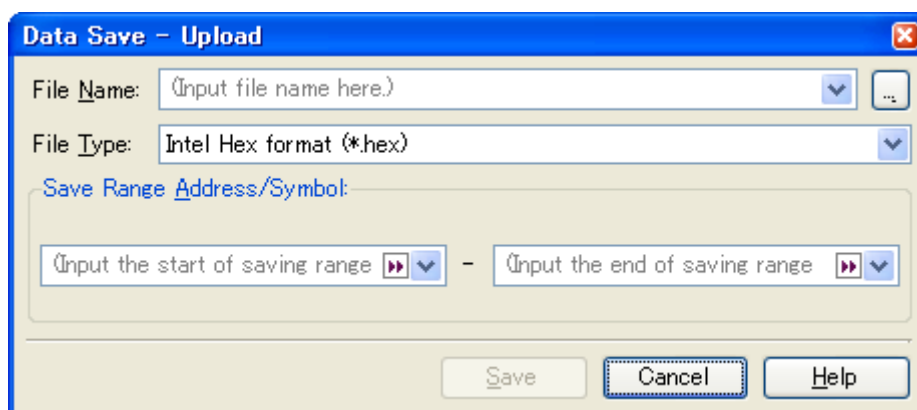 Data Save - Upload
File Name: (Input file name here.) ...
File Type: Intel Hex format (*.hex)
Save Range Address/Symbol:
(Input the start of saving range - (Input the end of saving range
Save Cancel Help